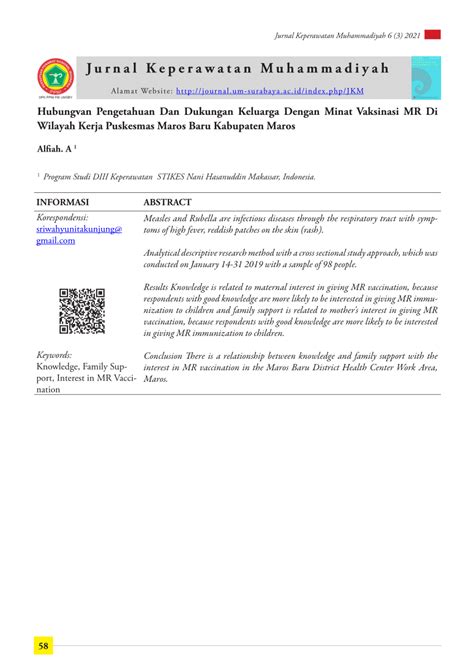 Jurnal Keperawatan Muhammadiyah 6 (3) 2021
Jurnal Keperawatan Muhammadiyah
Alamat Website: http://journal.um-surabaya.ac.id/index.php/JKM
Hubungvan Pengetahuan Dan Dukungan Keluarga Dengan Minat Vaksinasi MR Di
Wilayah Kerja Puskesmas Maros Baru Kabupaten Maros
Alfiah. A 1
1 Program Studi DIII Keperawatan STIKES Nani Hasanuddin Makassar, Indonesia.
INFORMASI
Korespondensi:
sriwahyunitakunjung@
gmail.com
Keywords:
Knowledge, Family Sup-
port, Interest in MR Vacci-
nation
ABSTRACT
Measles and Rubella are infectious diseases through the respiratory tract with symp-
toms of high fever, reddish patches on the skin (rash).
Analytical descriptive research method with a cross sectional study approach, which was
conducted on January 14-31 2019 with a sample of 98 people.
Results Knowledge is related to maternal interest in giving MR vaccination, because
respondents with good knowledge are more likely to be interested in giving MR immu-
nization to children and family support is related to mother's interest in giving MR
vaccination, because respondents with good knowledge are more likely to be interested
in giving MR immunization to children.
Conclusion There is a relationship between knowledge and family support with the
interest in MR vaccination in the Maros Baru District Health Center Work Area,
Maros.
58